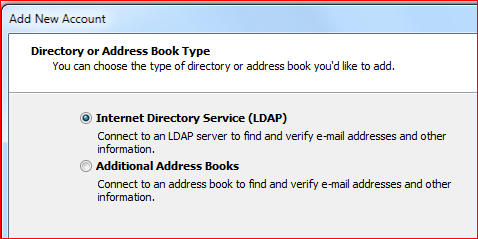 Add New Account
Directory or Address Book Type
You can choose the type of directory or address book you'd like to add.
Internet Directory Service (LDAP)
Connect to an LDAP server to find and verify e-mail addresses and other
information.
Additional Address Books
Connect to an address book to find and verify e-mail addresses and other
information.